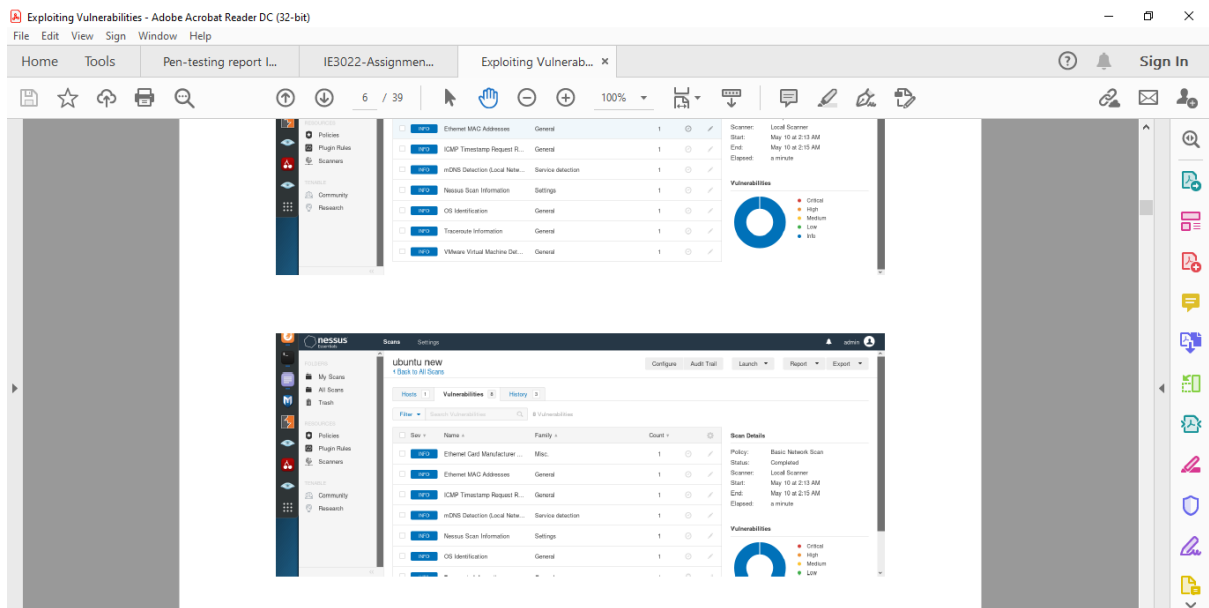 Exploiting Vulnerabilities - Adobe Acrobat Reader DC (32-bit)
File Edit View Sign Window Help
Home Tools Pen-testing report I... IE3022-Assignmen... Exploiting Vulnerab... × Sign In
6 / 39 100%
RESOURCES
Policies
Plugin Rules
Scanners
TENABLE
Community
Research
INFO Ethernet MAC Addresses General 1
INFO ICMP Timestamp Request R... General 1
INFO mDNS Detection (Local Netw... Service detection 1
INFO Nessus Scan Information Settings 1
INFO OS Identification General 1
INFO Traceroute Information General 1
INFO VMware Virtual Machine Det... General 1
Scanner: Local Scanner
Start: May 10 at 2:13 AM
End: May 10 at 2:15 AM
Elapsed: a minute
Vulnerabilities
Critical
High
Medium
Low
Info
nessus Essentials Scans Settings admin
FOLDERS
My Scans
All Scans
Trash
RESOURCES
Policies
Plugin Rules
Scanners
TENABLE
Community
Research
ubuntu new
‹ Back to All Scans
Configure Audit Trail Launch Report Export
Hosts 1 Vulnerabilities 8 History 3
Filter Search Vulnerabilities 8 Vulnerabilities
Sev Name Family Count
INFO Ethernet Card Manufacturer ... Misc. 1
INFO Ethernet MAC Addresses General 1
INFO ICMP Timestamp Request R... General 1
INFO mDNS Detection (Local Netw... Service detection 1
INFO Nessus Scan Information Settings 1
INFO OS Identification General 1
Scan Details
Policy: Basic Network Scan
Status: Completed
Scanner: Local Scanner
Start: May 10 at 2:13 AM
End: May 10 at 2:15 AM
Elapsed: a minute
Vulnerabilities
Critical
High
Medium
Low